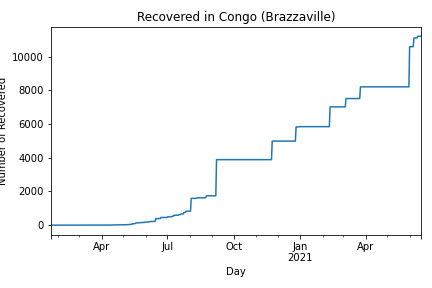 Recovered in Congo (Brazzaville)
Number of Recovered
10000
8000
6000
4000
2000
0
Apr
Jul
Oct
Jan
2021
Apr
Day